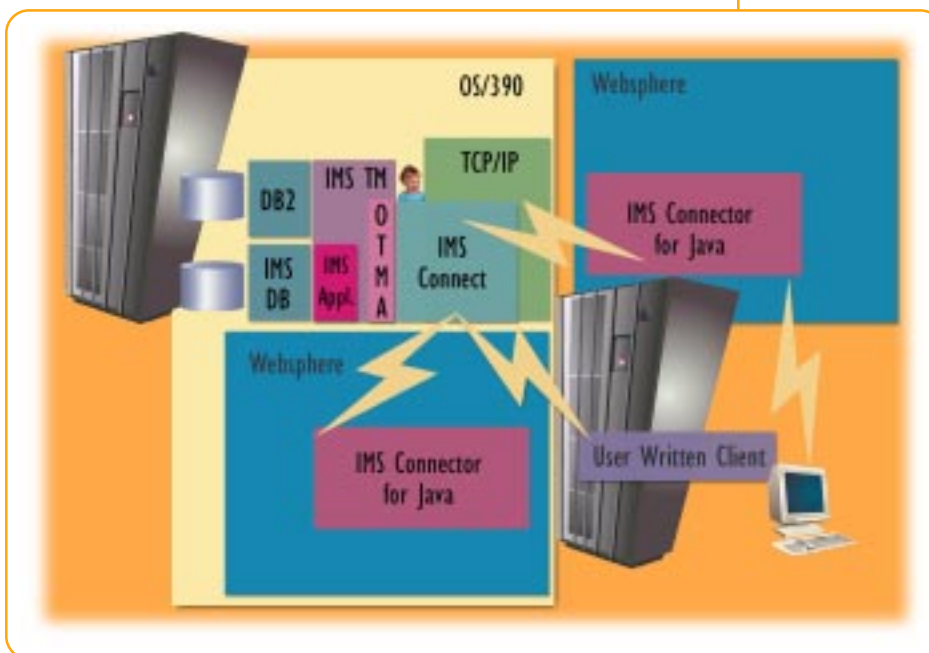 OS/390
Websphere
TCP/IP
DB2
IMS TM
OTMA
IMS Connector
for Java
IMS
DB
IMS
Appl.
IMS
Connect
Websphere
IMS Connector
for Java
User Written Client